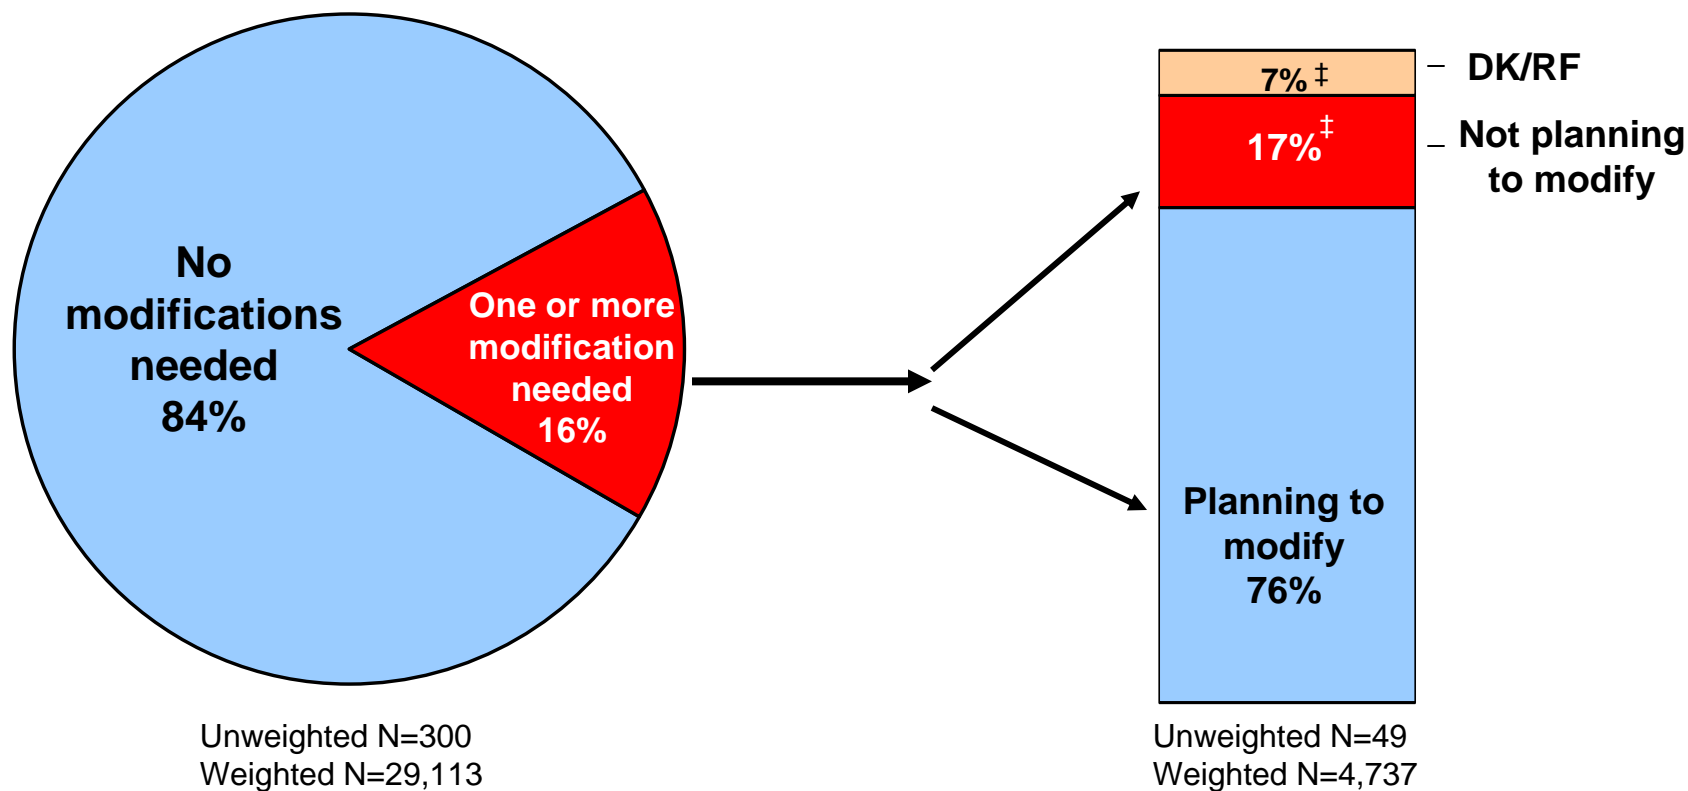 No
modifications
needed
84%
One or more
modification
needed
16%
Unweighted N=300
Weighted N=29,113
7% ‡
DK/RF
17%‡
Not planning
to modify
Planning to
modify
76%
Unweighted N=49
Weighted N=4,737